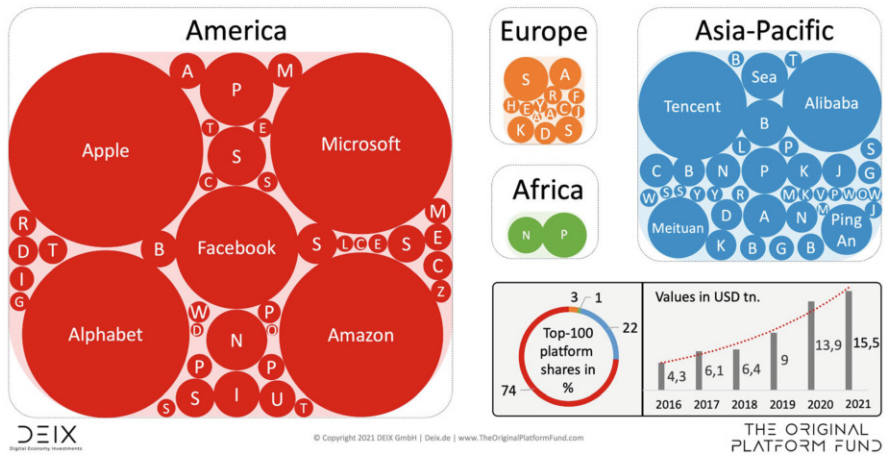 America
Europe
Asia-Pacific
A
P
M
Apple
T
E
S
C
S
Microsoft
Facebook
R
D
T
I
G
B
S
L
C
E
S
M
E
C
Z
Alphabet
W
D
P
O
N
Amazon
P
P
S
S
I
U
T
S
A
R
F
H
E
Y
A
A
C
J
K
D
S
Africa
N
P
B
T
Sea
Tencent
Alibaba
B
L
P
S
C
B
N
P
K
J
G
W
S
S
Y
Y
R
M
K
V
P
W
O
W
Meituan
D
A
N
M
Ping
An
J
K
B
G
B
3
1
22
Top-100
platform
shares in
%
74
Values in USD tn.
4,3
6,1
6,4
9
13,9
15,5
2016 2017 2018 2019 2020 2021
DEIX
Digital Economy Investments
© Copyright 2021 DEIX GmbH | Deix.de | www.TheOriginalPlatformFund.com
THE ORIGINAL
PLATFORM FUND